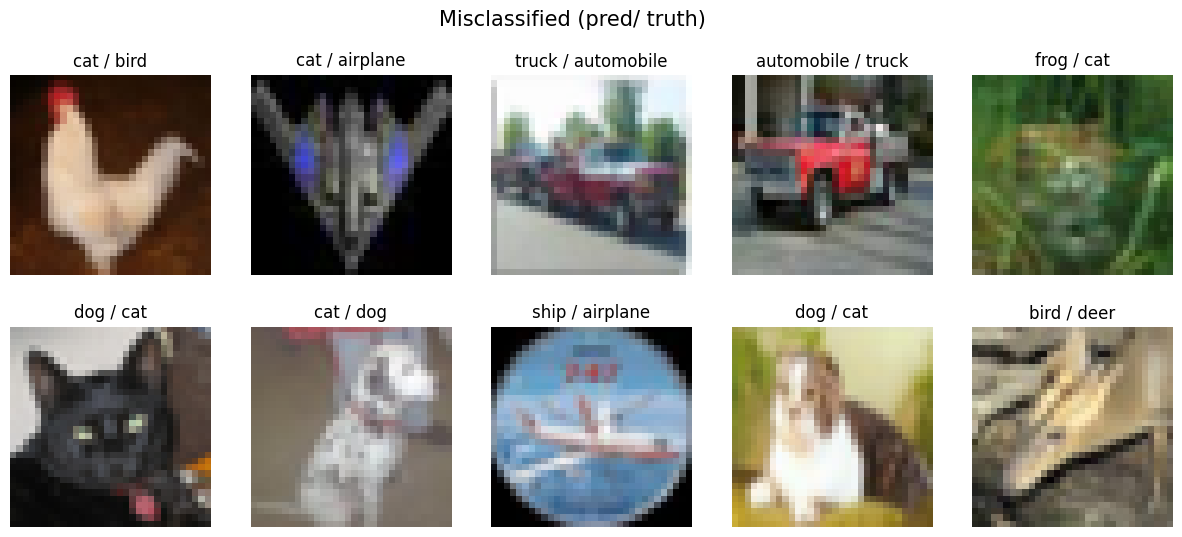 Misclassified (pred/ truth)
cat / bird
cat / airplane
truck / automobile
automobile / truck
frog / cat
dog / cat
cat / dog
ship / airplane
dog / cat
bird / deer